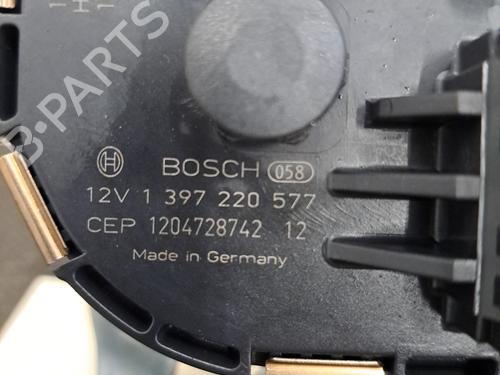 B-PARTS
BOSCH 058
12V 1 397 220 577
CEP 1204728742 12
Made in Germany